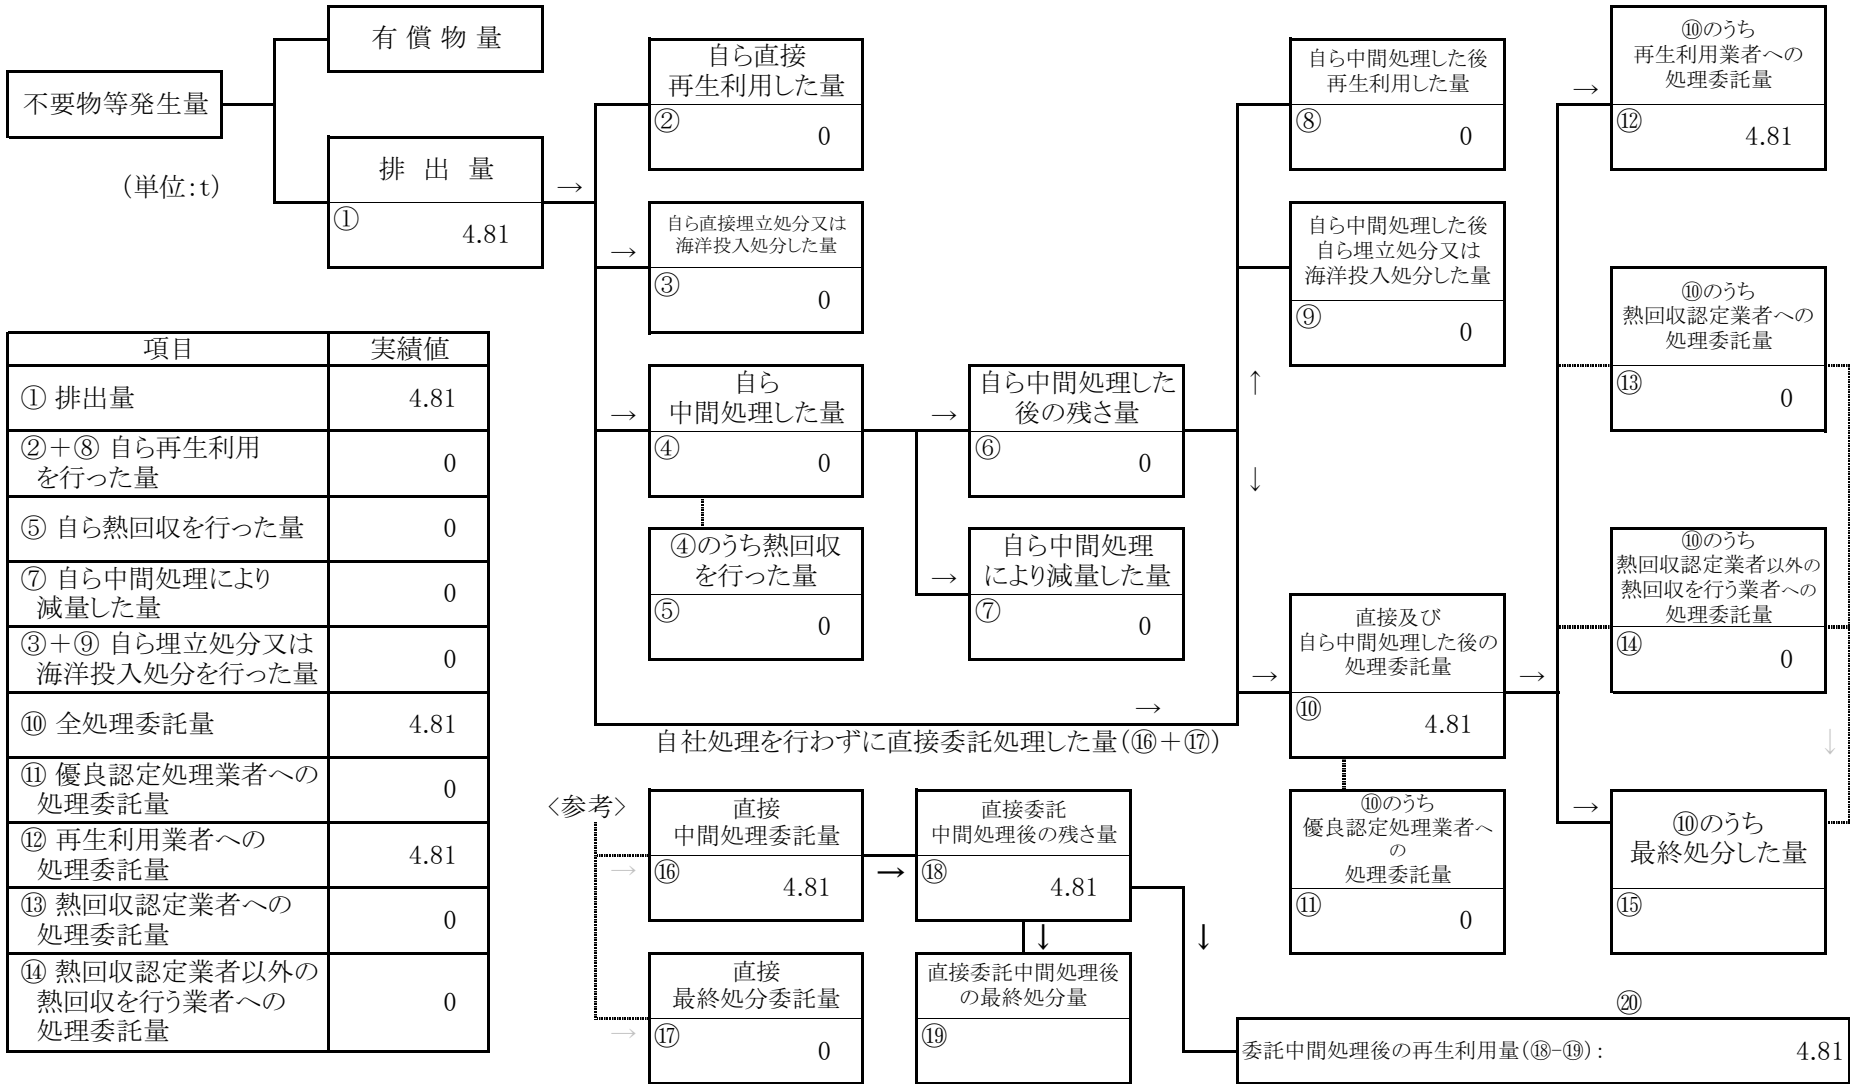 有 償 物 量
不要物等発生量
(単位:t)
排 出 量
→
①
4.81
自ら直接
再生利用した量
②
0
→
自ら直接埋立処分又は
海洋投入処分した量
③
0
→
自ら
中間処理した量
④
0
④のうち熱回収
を行った量
⑤
0
→
自ら中間処理した
後の残さ量
⑥
0
→
自ら中間処理
により減量した量
⑦
0
↑
↓
自ら中間処理した後
再生利用した量
⑧
0
自ら中間処理した後
自ら埋立処分又は
海洋投入処分した量
⑨
0
→
自社処理を行わずに直接委託処理した量(⑯+⑰)
→
直接及び
自ら中間処理した後の
処理委託量
⑩
4.81
⑩のうち
優良認定処理業者へ
の
処理委託量
⑪
0
→
→
⑩のうち
再生利用業者への
処理委託量
⑫
4.81
⑩のうち
熱回収認定業者への
処理委託量
⑬
0
⑩のうち
熱回収認定業者以外の
熱回収を行う業者への
処理委託量
⑭
0
↓
→
⑩のうち
最終処分した量
⑮
項目 実績値
① 排出量 4.81
②+⑧ 自ら再生利用
を行った量 0
⑤ 自ら熱回収を行った量 0
⑦ 自ら中間処理により
減量した量 0
③+⑨ 自ら埋立処分又は
海洋投入処分を行った量 0
⑩ 全処理委託量 4.81
⑪ 優良認定処理業者への
処理委託量 0
⑫ 再生利用業者への
処理委託量 4.81
⑬ 熱回収認定業者への
処理委託量 0
⑭ 熱回収認定業者以外の
熱回収を行う業者への
処理委託量 0
<参考>
→
直接
中間処理委託量
⑯
4.81
→
直接委託
中間処理後の残さ量
⑱
4.81
↓
↓
→
直接
最終処分委託量
⑰
0
直接委託中間処理後
の最終処分量
⑲
⑳
委託中間処理後の再生利用量(⑱-⑲): 4.81